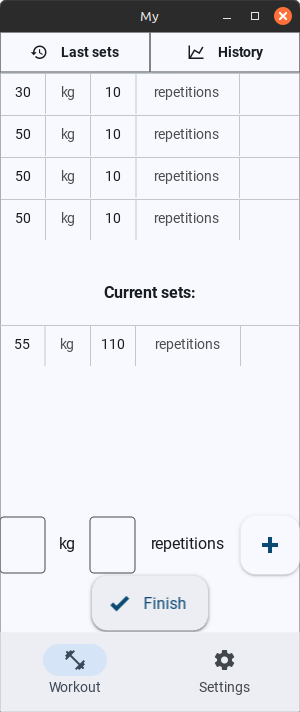 My
Last sets History
30 kg 10 repetitions
50 kg 10 repetitions
50 kg 10 repetitions
50 kg 10 repetitions
Current sets:
55 kg 110 repetitions
kg repetitions
Finish
Workout Settings